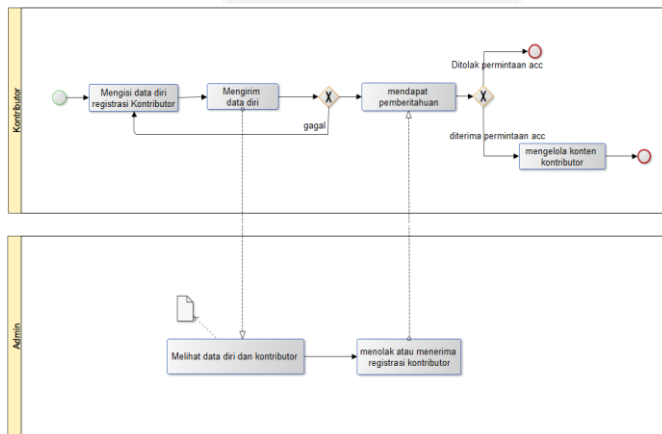 Kontributor
Mengisi data diri
registrasi Kontributor
Mengirim
data diri
gagal
mendapat
pemberitahuan
Ditolak permintaan acc
diterima permintaan acc
mengelola konten
kontributor
Admin
Melihat data diri dan kontributor
menolak atau menerima
registrasi kontributor